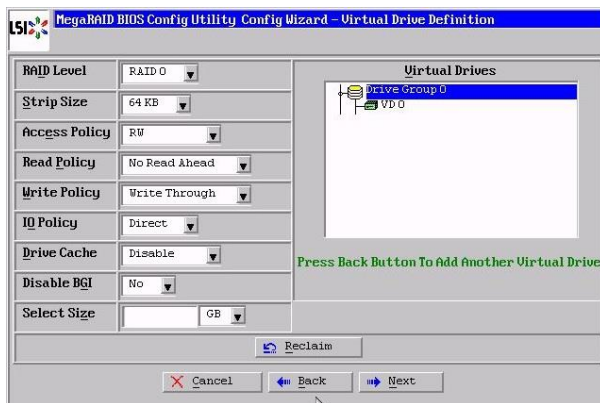 LSI
MegaRAID BIOS Config Utility Config Wizard – Virtual Drive Definition
RAID Level RAID 0
Strip Size 64 KB
Access Policy RW
Read Policy No Read Ahead
Write Policy Write Through
IO Policy Direct
Drive Cache Disable
Disable BGI No
Select Size GB
Virtual Drives
Drive Group 0
VD 0
Press Back Button To Add Another Virtual Drive
Reclaim
Cancel Back Next